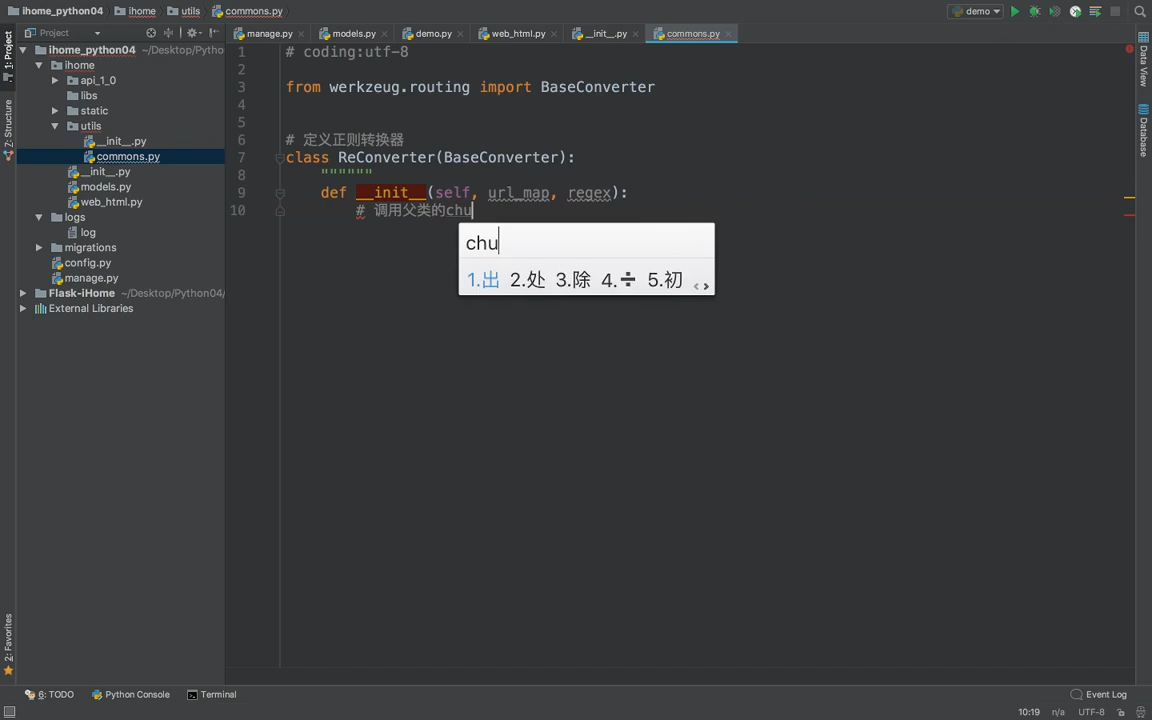 ihome_python04
ihome
utils
commons.py
demo
Project
manage.py
models.py
demo.py
web_html.py
__init__.py
commons.py
1: Project
7: Structure
2: Favorites
Data View
Database
ihome_python04 ~/Desktop/Pytho
ihome
api_1_0
libs
static
utils
__init__.py
commons.py
__init__.py
models.py
web_html.py
logs
log
migrations
config.py
manage.py
Flask-iHome ~/Desktop/Python04/
External Libraries
1 # coding:utf-8
2
3 from werkzeug.routing import BaseConverter
4
5
6 # 定义正则转换器
7 class ReConverter(BaseConverter):
8 """"""
9 def __init__(self, url_map, regex):
10 # 调用父类的chu
chu
1.出 2.处 3.除 4.÷ 5.初 < >
6: TODO
Python Console
Terminal
Event Log
10:19 n/a UTF-8